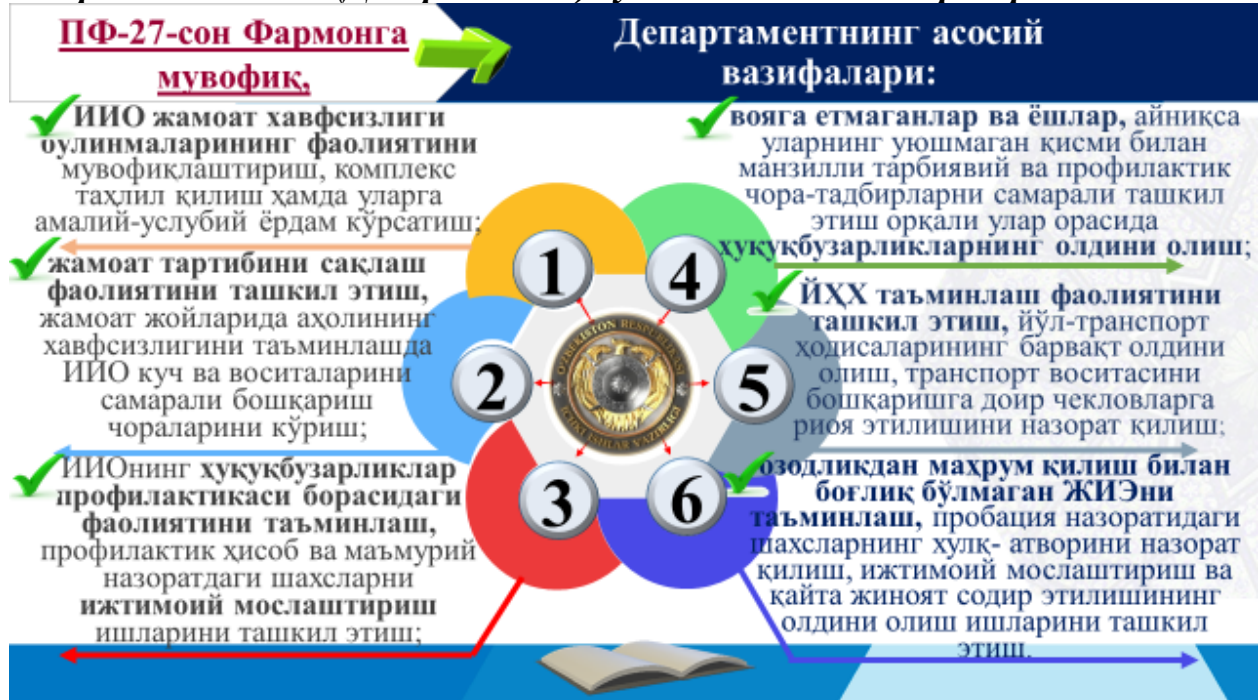 ПФ-27-сон Фармонга
мувофиқ,
Департаментнинг асосий
вазифалари:
ИИО жамоат хавфсизлиги
бўлинмаларининг фаолиятини
мувофиқлаштириш, комплекс
таҳлил қилиш ҳамда уларга
амалий-услубий ёрдам кўрсатиш;
жамоат тартибини сақлаш
фаолиятини ташкил этиш,
жамоат жойларида аҳолининг
хавфсизлигини таъминлашда
ИИО куч ва воситаларини
самарали бошқариш
чораларини кўриш;
ИИОнинг ҳуқуқбузарликлар
профилактикаси борасидаги
фаолиятини таъминлаш,
профилактик ҳисоб ва маъмурий
назоратдаги шахсларни
ижтимоий мослаштириш
ишларини ташкил этиш;
1
2
3
4
5
6
O'ZBEKISTON RESPUBLIKASI
ICHKI ISHLAR VAZIRLIGI
вояга етмаганлар ва ёшлар, айниқса
уларнинг уюшмаган қисми билан
манзилли тарбиявий ва профилактик
чора-тадбирларни самарали ташкил
этиш орқали улар орасида
ҳуқуқбузарликларнинг олдини олиш;
ЙҲХ таъминлаш фаолиятини
ташкил этиш, йўл-транспорт
ҳодисаларининг барвақт олдини
олиш, транспорт воситасини
бошқаришга доир чекловларга
риоя этилишини назорат қилиш;
озодликдан маҳрум қилиш билан
боғлиқ бўлмаган ЖИЭни
таъминлаш, пробация назоратидаги
шахсларнинг хулқ- атворини назорат
қилиш, ижтимоий мослаштириш ва
қайта жиноят содир этилишининг
олдини олиш ишларини ташкил
этиш.